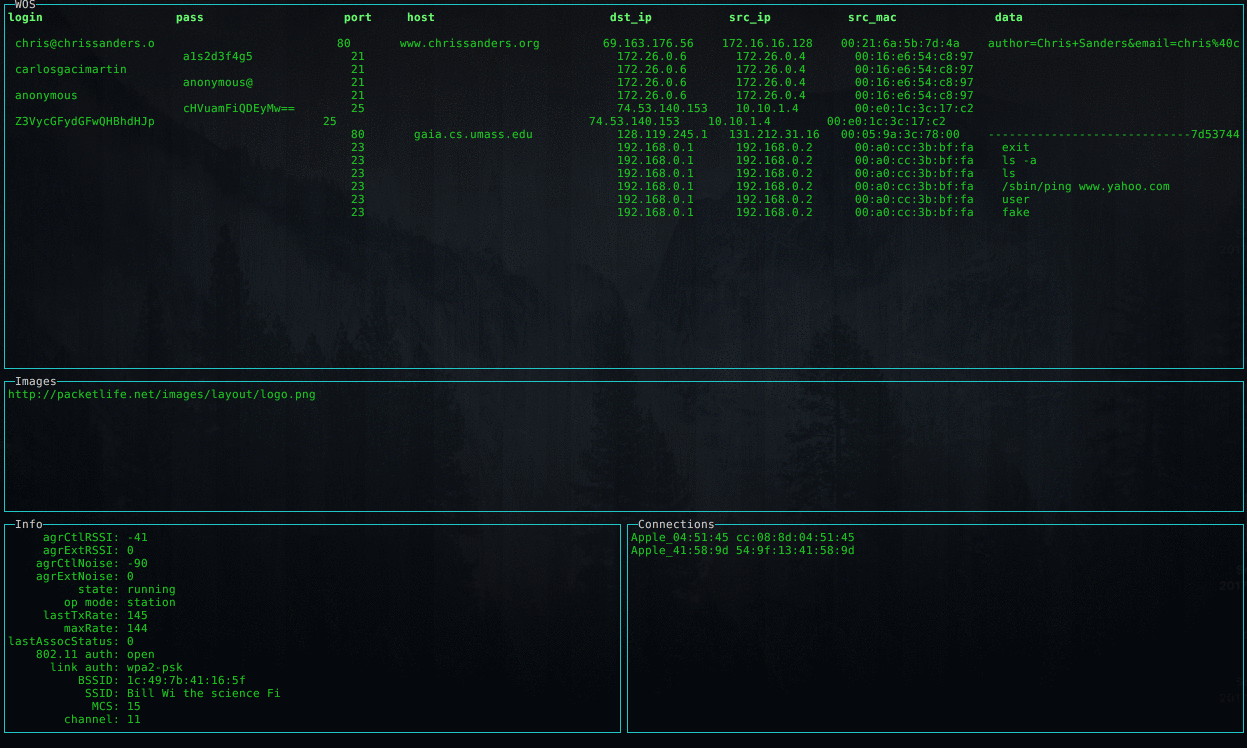 WOS
login pass port host dst_ip src_ip src_mac data
chris@chrissanders.o 80 www.chrissanders.org 69.163.176.56 172.16.16.128 00:21:6a:5b:7d:4a author=Chris+Sanders&email=chris%40c
a1s2d3f4g5 21 172.26.0.6 172.26.0.4 00:16:e6:54:c8:97
carlosgacimartin 21 172.26.0.6 172.26.0.4 00:16:e6:54:c8:97
anonymous@ 21 172.26.0.6 172.26.0.4 00:16:e6:54:c8:97
anonymous 21 172.26.0.6 172.26.0.4 00:16:e6:54:c8:97
cHVuamFiQDEyMw== 25 74.53.140.153 10.10.1.4 00:e0:1c:3c:17:c2
Z3VycGFydGFwQHBhdHJp 25 74.53.140.153 10.10.1.4 00:e0:1c:3c:17:c2
80 gaia.cs.umass.edu 128.119.245.1 131.212.31.16 00:05:9a:3c:78:00 -----------------------------7d53744
23 192.168.0.1 192.168.0.2 00:a0:cc:3b:bf:fa exit
23 192.168.0.1 192.168.0.2 00:a0:cc:3b:bf:fa ls -a
23 192.168.0.1 192.168.0.2 00:a0:cc:3b:bf:fa ls
23 192.168.0.1 192.168.0.2 00:a0:cc:3b:bf:fa /sbin/ping www.yahoo.com
23 192.168.0.1 192.168.0.2 00:a0:cc:3b:bf:fa user
23 192.168.0.1 192.168.0.2 00:a0:cc:3b:bf:fa fake
Images
http://packetlife.net/images/layout/logo.png
Info
agrCtlRSSI: -41
agrExtRSSI: 0
agrCtlNoise: -90
agrExtNoise: 0
state: running
op mode: station
lastTxRate: 145
maxRate: 144
lastAssocStatus: 0
802.11 auth: open
link auth: wpa2-psk
BSSID: 1c:49:7b:41:16:5f
SSID: Bill Wi the science Fi
MCS: 15
channel: 11
Connections
Apple_04:51:45 cc:08:8d:04:51:45
Apple_41:58:9d 54:9f:13:41:58:9d